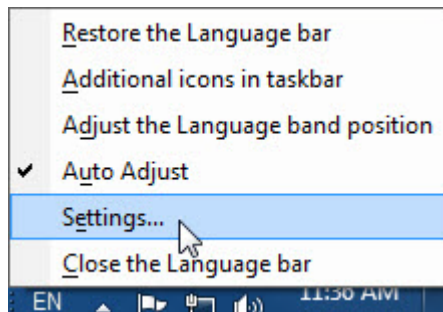 Restore the Language bar
Additional icons in taskbar
Adjust the Language band position
Auto Adjust
Settings...
Close the Language bar
EN 11:36 AM